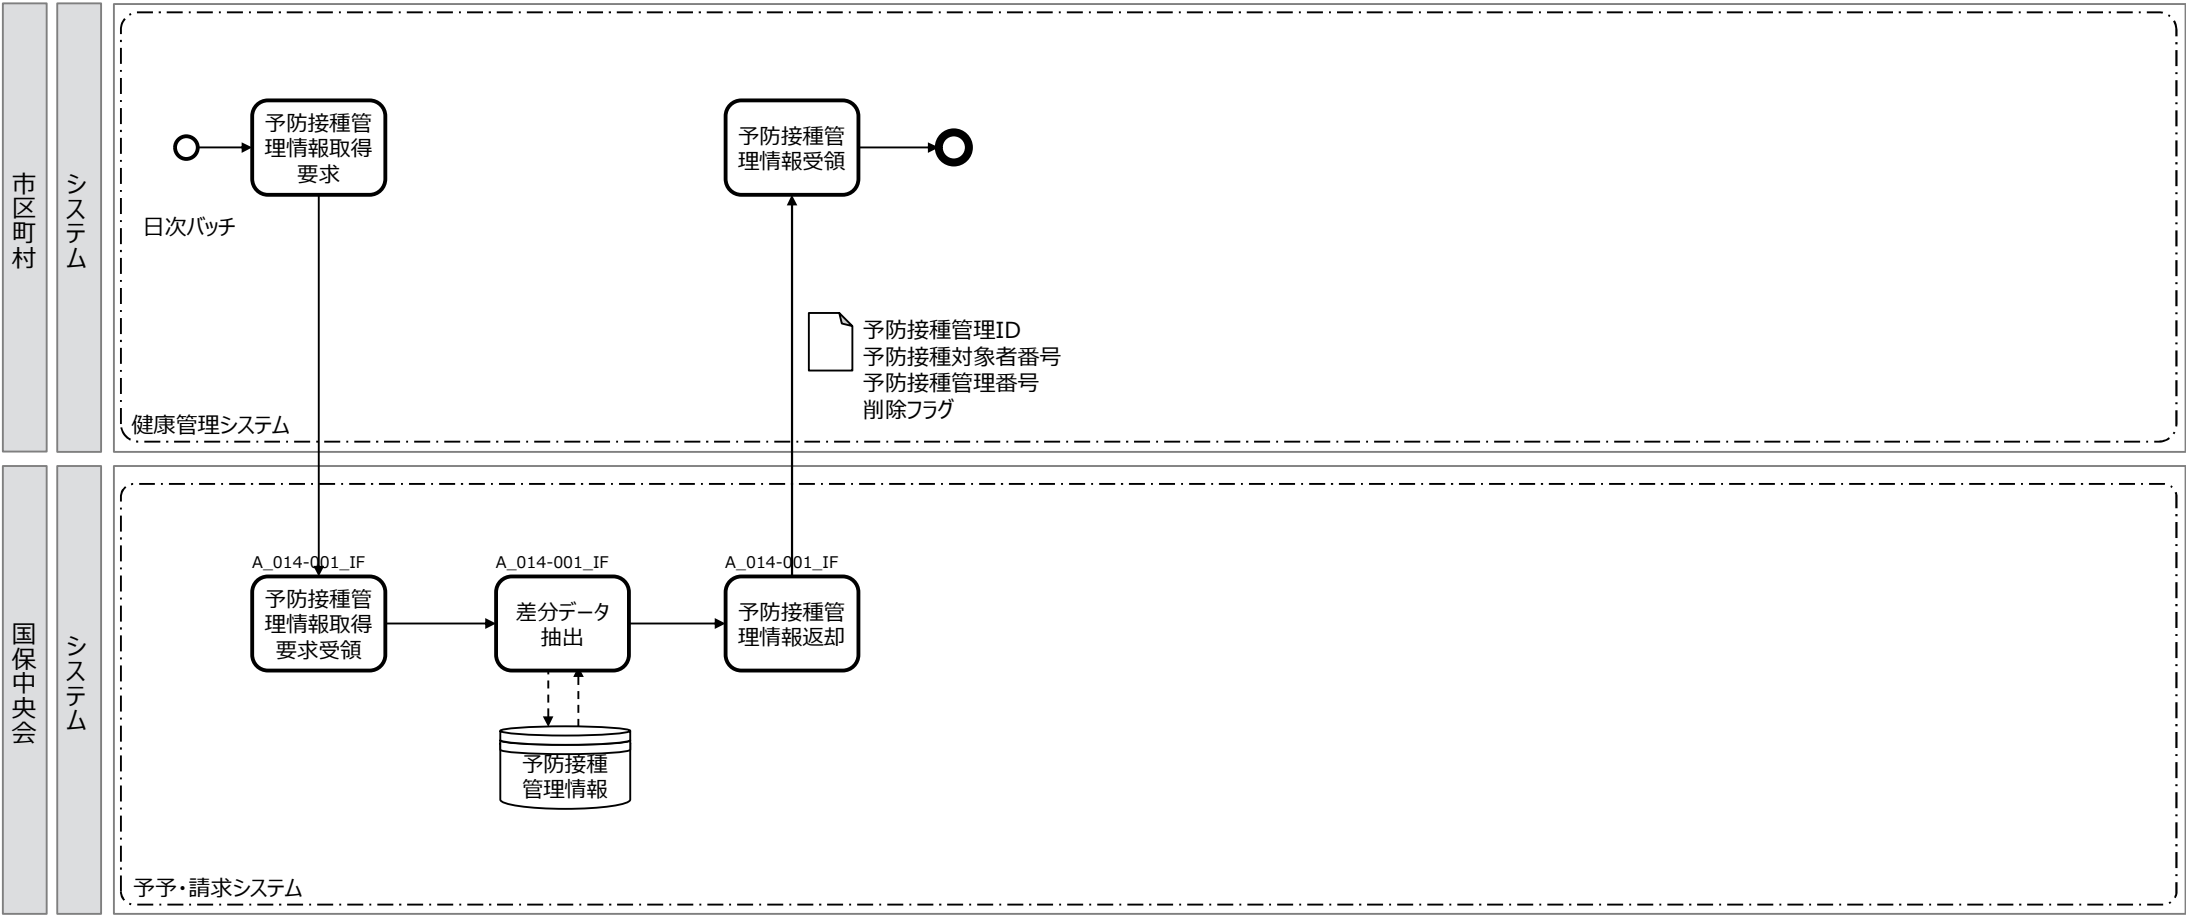 市区町村
システム
予防接種管
理情報取得
要求
日次バッチ
予防接種管
理情報受領
予防接種管理ID
予防接種対象者番号
予防接種管理番号
削除フラグ
健康管理システム
国保中央会
システム
A_014-001_IF
予防接種管
理情報取得
要求受領
A_014-001_IF
差分データ
抽出
A_014-001_IF
予防接種管
理情報返却
予防接種
管理情報
予予・請求システム